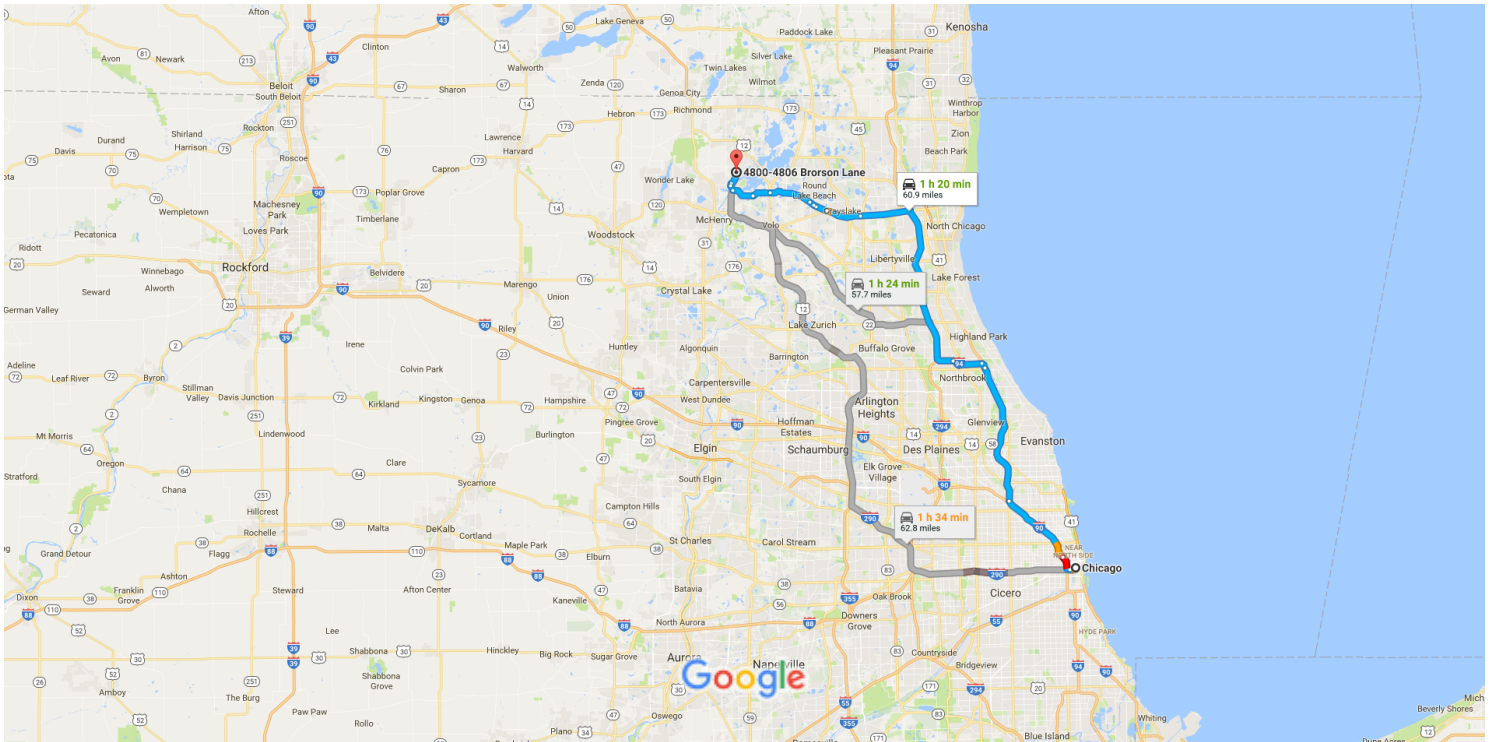 Afton
Kenosha
Lake Geneva
Paddock Lake
Clinton
Pleasant Prairie
Avon
Newark
Walworth
Twin Lakes
Silver Lake
Wilmot
Beloit
South Beloit
Sharon
Zenda
Genoa City
Richmond
Winthrop
Harbor
Hebron
Rockton
Durand
Shirland
Harrison
Lawrence
Harvard
Zion
Davis
Roscoe
Beach Park
Capron
4800-4806 Brorson Lane
Wonder Lake
1 h 20 min
60.9 miles
Round
Lake Beach
Poplar Grove
Machesney
Park
Loves Park
Timberlane
Wempletown
Grayslake
McHenry
Volo
North Chicago
Pecatonica
Woodstock
Ridott
Libertyville
Winnebago
Rockford
Belvidere
Lake Forest
Seward
Alworth
Marengo
Union
Crystal Lake
1 h 24 min
57.7 miles
German Valley
Riley
Lake Zurich
Highland Park
Irene
Huntley
Algonquin
Barrington
Buffalo Grove
Adeline
Leaf River
Byron
Colvin Park
Northbrook
Stillman
Valley
Davis Junction
Kirkland
Kingston
Genoa
Hampshire
Carpentersville
West Dundee
Arlington
Heights
Mt Morris
Lindenwood
Burlington
Pingree Grove
Hoffman
Estates
Glenview
Evanston
Elgin
Schaumburg
Des Plaines
Oregon
Clare
Elk Grove
Village
Stratford
Chana
Sycamore
South Elgin
Hillcrest
Rochelle
Malta
DeKalb
Cortland
Campton Hills
1 h 34 min
62.8 miles
Grand Detour
Flagg
Maple Park
Elburn
St Charles
Carol Stream
NEAR
NORTH SIDE
Chicago
Ashton
Dixon
Franklin
Grove
Steward
Afton Center
Kaneville
Batavia
Oak Brook
Cicero
Lee
North Aurora
Downers
Grove
HYDE PARK
Shabbona
Hinckley
Big Rock
Sugar Grove
Aurora
Naperville
Countryside
Bridgeview
Amboy
Shabbona
Grove
Google
The Burg
Paw Paw
Rollo
Oswego
Plano
Whiting
Blue Island
Beverly Shores
Dune Acres